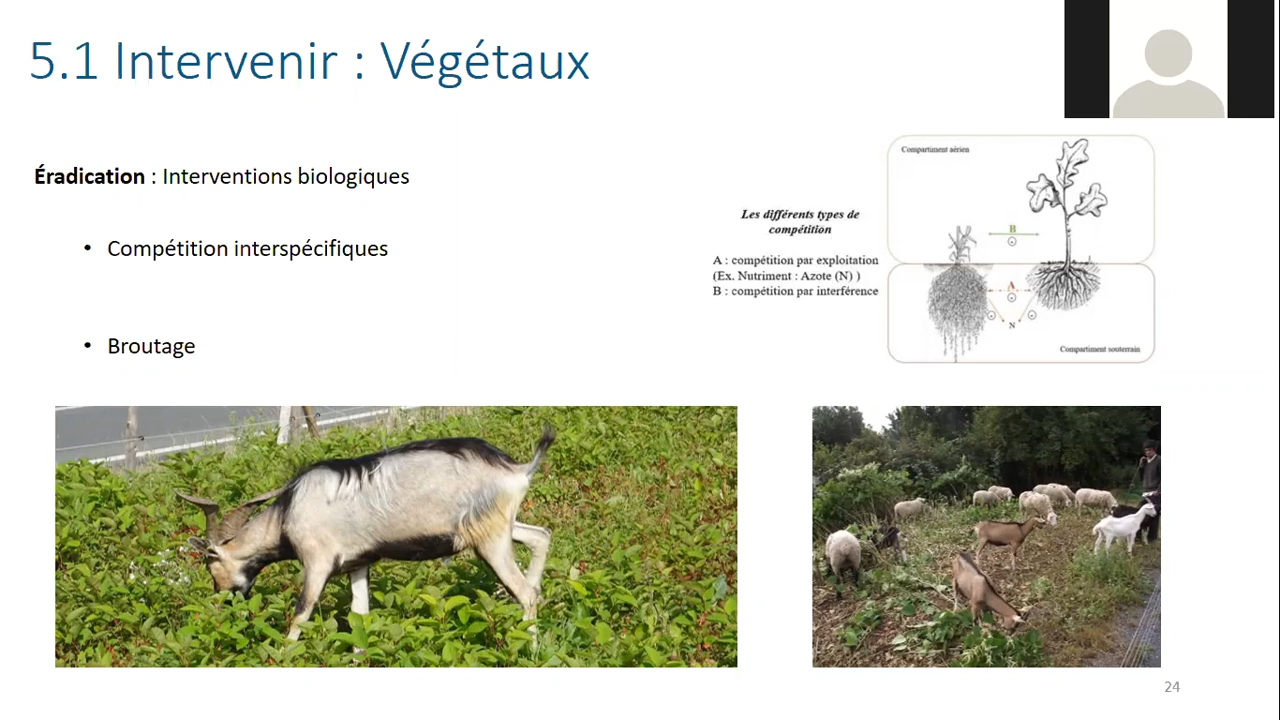 5.1 Intervenir : Végétaux
Éradication : Interventions biologiques
• Compétition interspécifiques
• Broutage
Les différents types de
compétition
A : compétition par exploitation
(Ex. Nutriment : Azote (N) )
B : compétition par interférence
Compartiment aérien
B
A
N
Compartiment souterrain
24